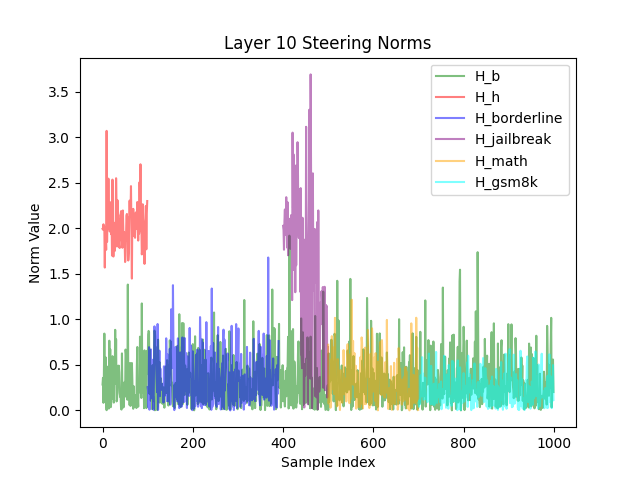 Layer 10 Steering Norms
H_b
H_h
H_borderline
H_jailbreak
H_math
H_gsm8k
Norm Value
3.5
3.0
2.5
2.0
1.5
1.0
0.5
0.0
0 200 400 600 800 1000
Sample Index